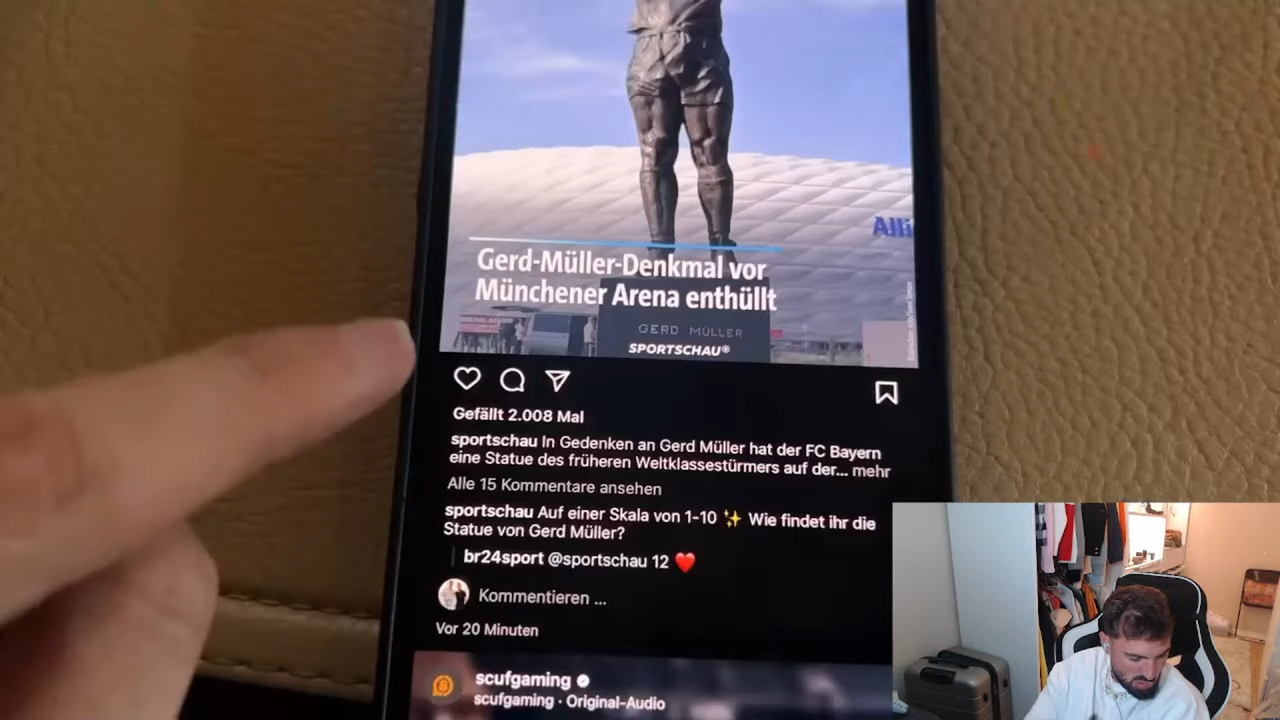 Alli
Gerd-Müller-Denkmal vor
Münchener Arena enthüllt
GERD MÜLLER
SPORTSCHAU®
Gefällt 2.008 Mal
sportschau In Gedenken an Gerd Müller hat der FC Bayern
eine Statue des früheren Weltklassestürmers auf der... mehr
Alle 15 Kommentare ansehen
sportschau Auf einer Skala von 1-10 ✨ Wie findet ihr die
Statue von Gerd Müller?
br24sport @sportschau 12 ❤️
Kommentieren ...
Vor 20 Minuten
scufgaming
scufgaming · Original-Audio